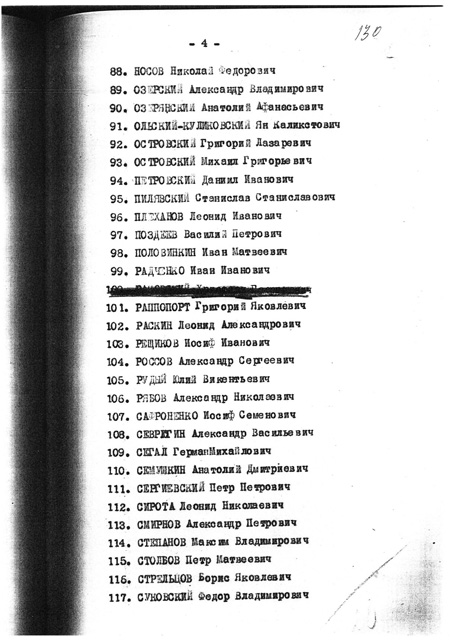 130
- 4 -
88. НОСОВ Николай Федорович
89. ОЗЕРСКИЙ Александр Владимирович
90. ОЗЕРЯВСКИЙ Анатолий Афанасьевич
91. ОЛЬСКИЙ-КУЛИКОВСКИЙ Ян Каликстович
92. ОСТРОВСКИЙ Григорий Лазаревич
93. ОСТРОВСКИЙ Михаил Григорьевич
94. ПЕТРОВСКИЙ Даниил Иванович
95. ПИЛЯВСКИЙ Станислав Станиславович
96. ПЛЕХАНОВ Леонид Иванович
97. ПОЗДЕЕВ Василий Петрович
98. ПОЛОВИНКИН Иван Матвеевич
99. РАДЧЕНКО Иван Иванович
100.
101. РАППОПОРТ Григорий Яковлевич
102. РАСКИН Леонид Александрович
103. РЕЩИКОВ Иосиф Иванович
104. РОССОВ Александр Сергеевич
105. РУДЫЙ Юлий Викентьевич
106. РЯБОВ Александр Николаевич
107. САФРОНЕНКО Иосиф Семенович
108. СЕВРИГИН Александр Васильевич
109. СЕГАЛ ГерманМихайлович
110. СЕМУШКИН Анатолий Дмитриевич
111. СЕРГИЕВСКИЙ Петр Петрович
112. СИРОТА Леонид Николаевич
113. СМИРНОВ Александр Петрович
114. СТЕПАНОВ Максим Владимирович
115. СТОЛБОВ Петр Матвеевич
116. СТРЕЛЬЦОВ Борис Яковлевич
117. СУКОВСКИЙ Федор Владимирович